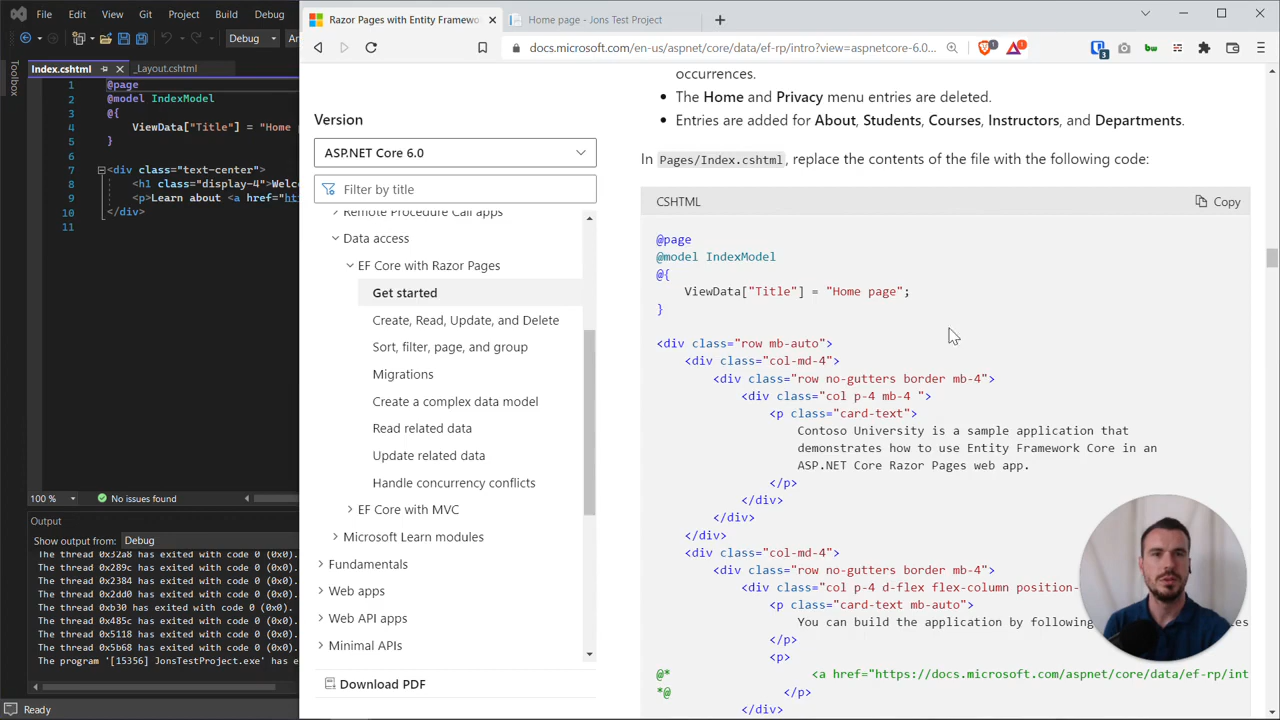 File
Edit
View
Git
Project
Build
Debug
Debug
Toolbox
Index.cshtml
_Layout.cshtml
1
2
3
4
5
6
7
8
9
10
11
@page
@model IndexModel
@{
ViewData["Title"] = "Home
}
<div class="text-center">
<h1 class="display-4">Welc
<p>Learn about <a href="ht
</div>
100 %
No issues found
Output
Show output from: Debug
The thread 0x32a8 has exited with code 0 (0x0).
The thread 0x289c has exited with code 0 (0x0).
The thread 0x2384 has exited with code 0 (0x0).
The thread 0x2dd0 has exited with code 0 (0x0).
The thread 0xb30 has exited with code 0 (0x0).
The thread 0x485c has exited with code 0 (0x0).
The thread 0x5118 has exited with code 0 (0x0).
The thread 0x5b68 has exited with code 0 (0x0).
The program '[15356] JonsTestProject.exe' has e
Ready
Razor Pages with Entity Framewo
Home page - Jons Test Project
docs.microsoft.com/en-us/aspnet/core/data/ef-rp/intro?view=aspnetcore-6.0...
1
1
3
bw
Version
ASP.NET Core 6.0
Filter by title
Remote Procedure Call apps
Data access
EF Core with Razor Pages
Get started
Create, Read, Update, and Delete
Sort, filter, page, and group
Migrations
Create a complex data model
Read related data
Update related data
Handle concurrency conflicts
EF Core with MVC
Microsoft Learn modules
Fundamentals
Web apps
Web API apps
Minimal APIs
Download PDF
occurrences.
The Home and Privacy menu entries are deleted.
Entries are added for About, Students, Courses, Instructors, and Departments.
In Pages/Index.cshtml, replace the contents of the file with the following code:
CSHTML
Copy
@page
@model IndexModel
@{
ViewData["Title"] = "Home page";
}
<div class="row mb-auto">
<div class="col-md-4">
<div class="row no-gutters border mb-4">
<div class="col p-4 mb-4 ">
<p class="card-text">
Contoso University is a sample application that
demonstrates how to use Entity Framework Core in an
ASP.NET Core Razor Pages web app.
</p>
</div>
</div>
</div>
<div class="col-md-4">
<div class="row no-gutters border mb-4">
<div class="col p-4 d-flex flex-column position-
<p class="card-text mb-auto">
You can build the application by following
</p>
<p>
@* <a href="https://docs.microsoft.com/aspnet/core/data/ef-rp/int
*@ </p>
</div>